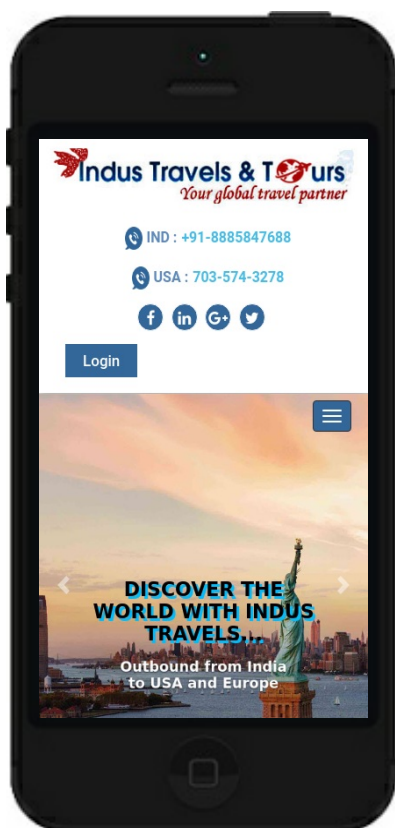 Indus Travels & Tours
Your global travel partner
IND : +91-8885847688
USA : 703-574-3278
f in G+
Login
DISCOVER THE
WORLD WITH INDUS
TRAVELS...
Outbound from India
to USA and Europe